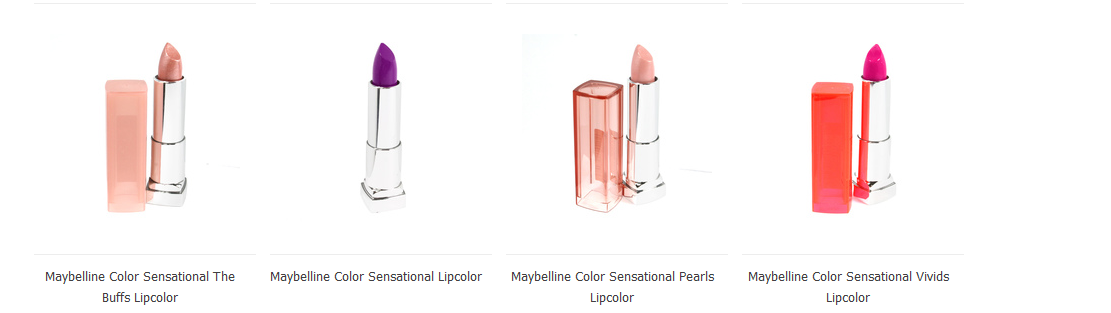 Maybelline Color Sensational The
Buffs Lipcolor
Maybelline Color Sensational Lipcolor
Maybelline Color Sensational Pearls
Lipcolor
Maybelline Color Sensational Vivids
Lipcolor